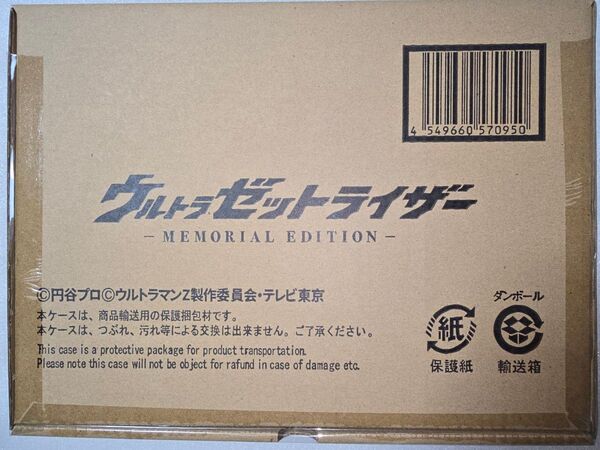 4 549660 570950
ウルトラゼットライザー
- MEMORIAL EDITION -
©円谷プロ©ウルトラマンZ製作委員会・テレビ東京
本ケースは、商品輸送用の保護梱包材です。
本ケースは、つぶれ、汚れ等による交換は出来ません。ご了承ください。
This case is a protective package for product transportation.
Please note this case will not be object for rafund in case of damage etc.
紙
保護紙
ダンボール
輸送箱